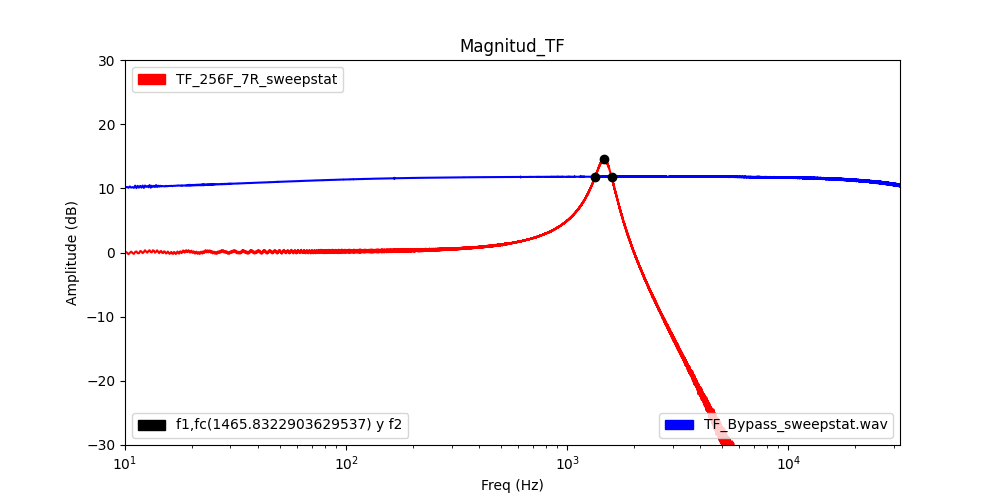 Magnitud_TF
30
TF_256F_7R_sweepstat
20
10
0
Amplitude (dB)
−10
−20
f1,fc(1465.8322903629537) y f2
TF_Bypass_sweepstat.wav
−30
10¹
10²
10³
10⁴
Freq (Hz)